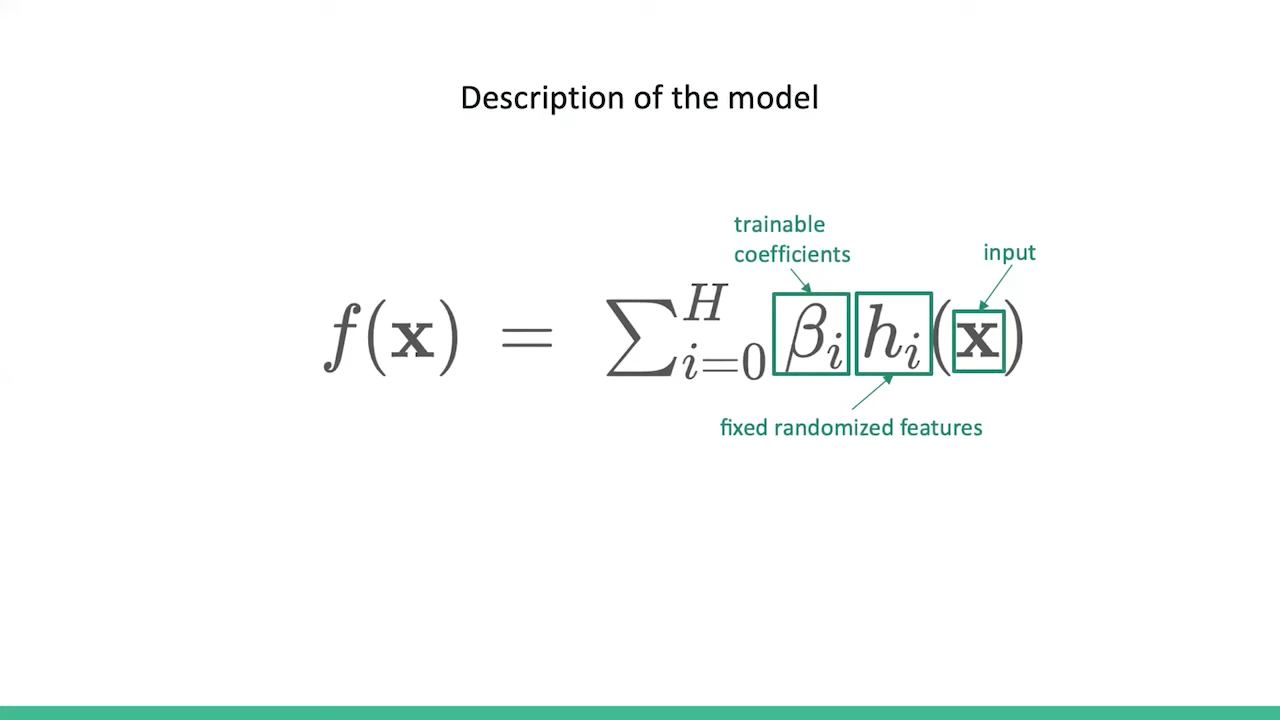 Description of the model
trainable
coefficients
input
f(𝐱) = ∑_{i=0}^{H} β_i h_i(𝐱)
fixed randomized features